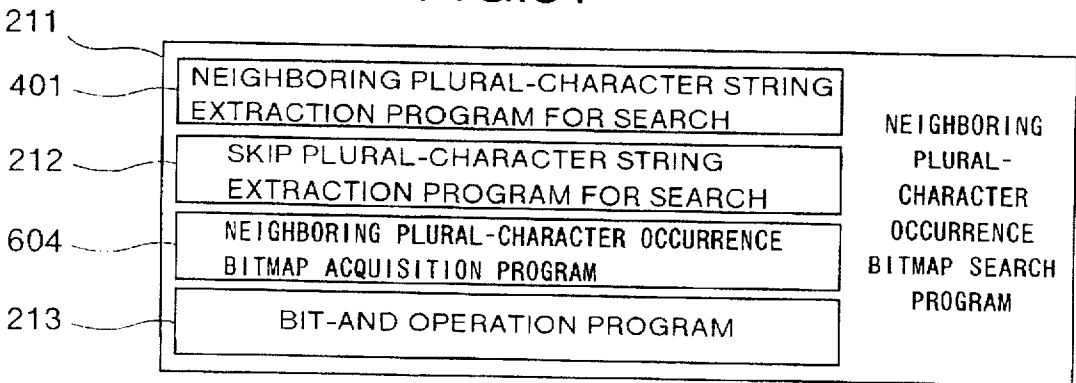 211
401
NEIGHBORING PLURAL-CHARACTER STRING
EXTRACTION PROGRAM FOR SEARCH
212
SKIP PLURAL-CHARACTER STRING
EXTRACTION PROGRAM FOR SEARCH
604
NEIGHBORING PLURAL-CHARACTER OCCURRENCE
BITMAP ACQUISITION PROGRAM
213
BIT-AND OPERATION PROGRAM
NEIGHBORING
PLURAL-
CHARACTER
OCCURRENCE
BITMAP SEARCH
PROGRAM